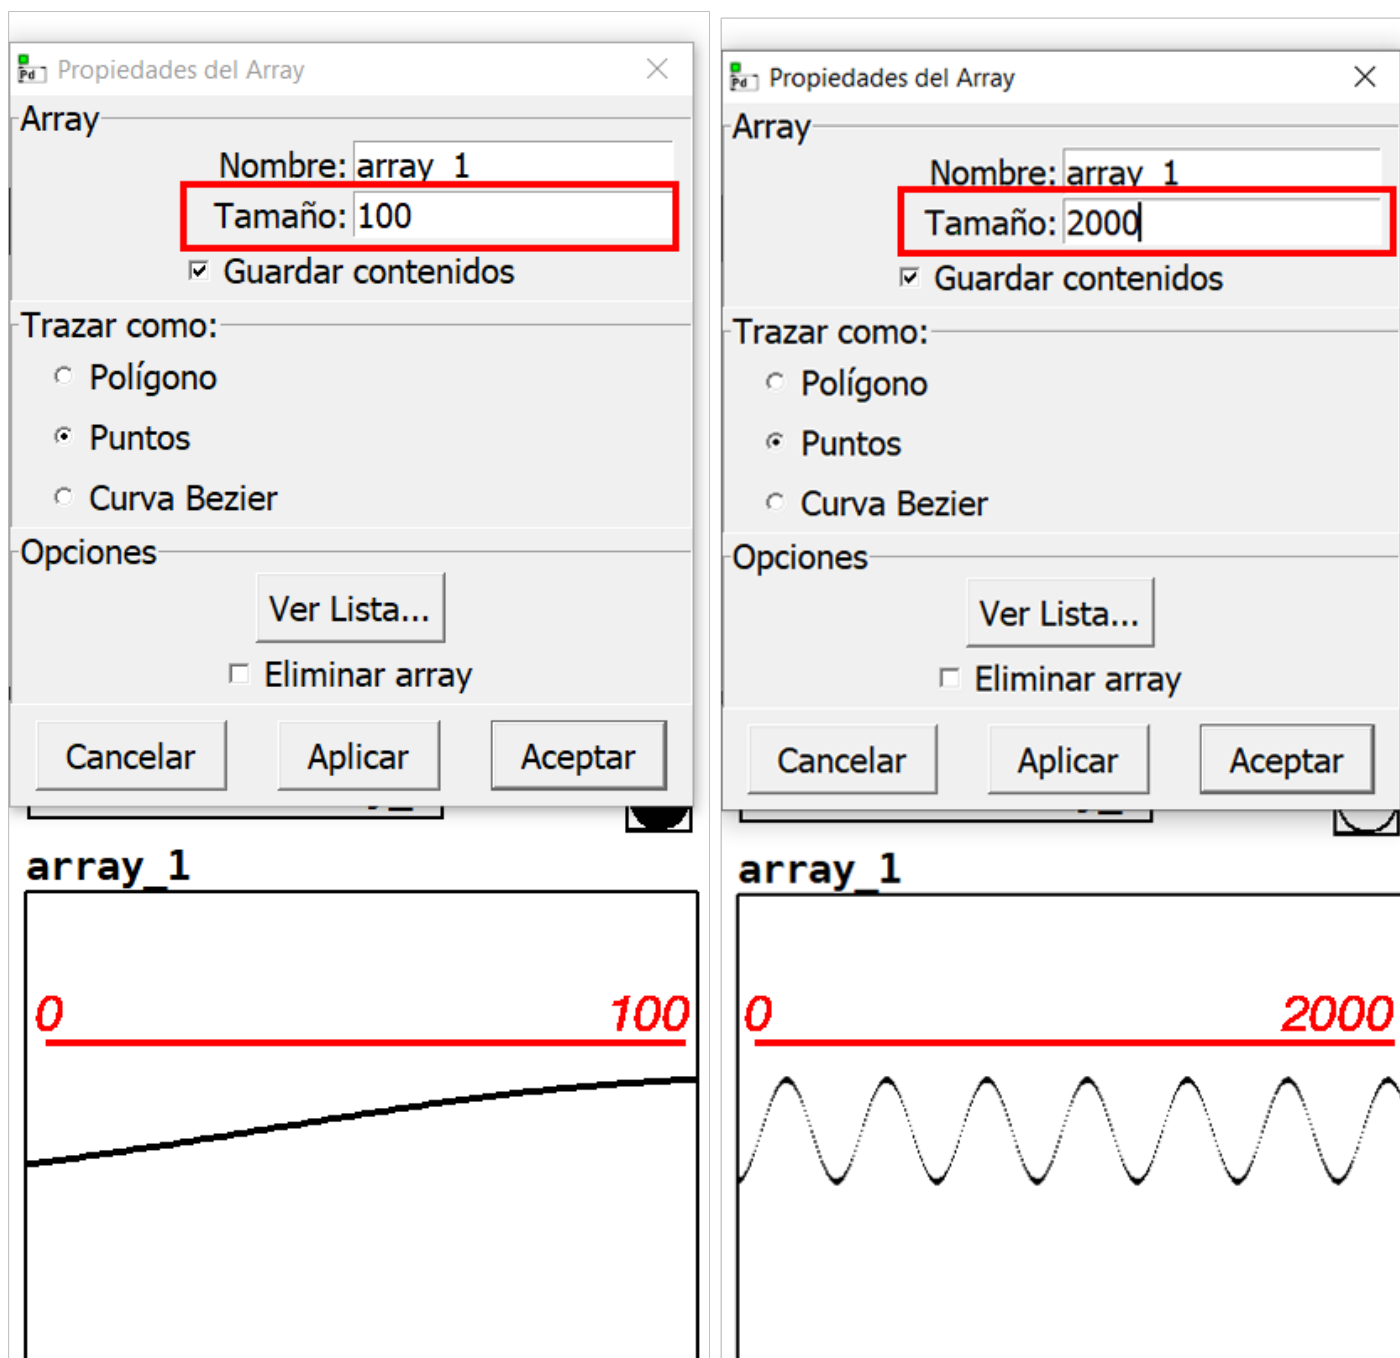 Propiedades del Array
Array
Nombre: array_1
Tamaño: 100
Guardar contenidos
Trazar como:
Polígono
Puntos
Curva Bezier
Opciones
Ver Lista...
Eliminar array
Cancelar Aplicar Aceptar
array_1
0 100
Propiedades del Array
Array
Nombre: array_1
Tamaño: 2000
Guardar contenidos
Trazar como:
Polígono
Puntos
Curva Bezier
Opciones
Ver Lista...
Eliminar array
Cancelar Aplicar Aceptar
array_1
0 2000